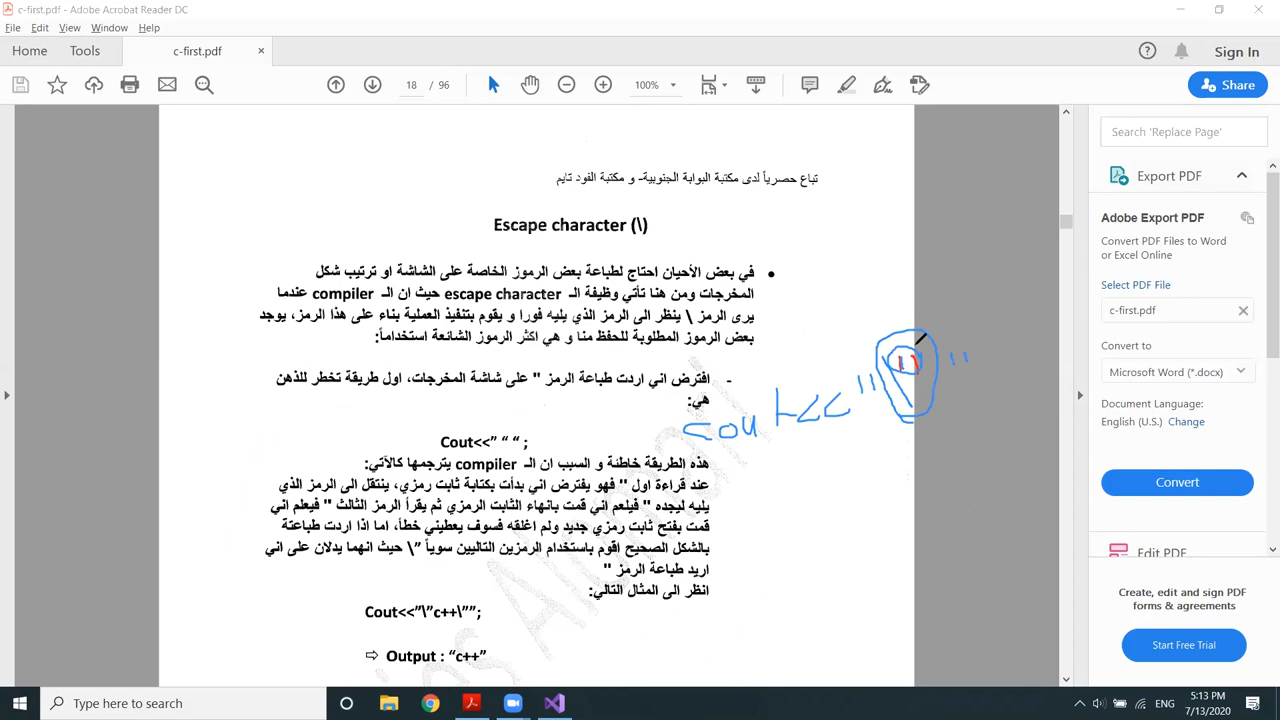 c-first.pdf - Adobe Acrobat Reader DC
File Edit View Window Help
Home Tools c-first.pdf × Sign In
18 / 96 100% Share
تباع حصرياً لدى مكتبة البوابة الجنوبية- و مكتبة الفود تايم
Escape character (\)
• في بعض الأحيان احتاج لطباعة بعض الرموز الخاصة على الشاشة او ترتيب شكل
المخرجات ومن هنا تأتي وظيفة الـ escape character حيث ان الـ compiler عندما
يرى الرمز \ ينظر الى الرمز الذي يليه فورا و يقوم بتنفيذ العملية بناء على هذا الرمز، يوجد
بعض الرموز المطلوبة للحفظ منا و هي اكثر الرموز الشائعة استخداماً:
- افترض اني اردت طباعة الرمز " على شاشة المخرجات، اول طريقة تخطر للذهن
هي:
cout<<"\""
Cout<<" " " ;
هذه الطريقة خاطئة و السبب ان الـ compiler يترجمها كالآتي:
عند قراءة اول " فهو يفترض اني بدأت بكتابة ثابت رمزي، ينتقل الى الرمز الذي
يليه ليجده " فيلعم اني قمت بانهاء الثابت الرمزي ثم يقرأ الرمز الثالث " فيعلم اني
قمت بفتح ثابت رمزي جديد ولم اغلقه فسوف يعطيني خطأ، اما اذا اردت طباعتة
بالشكل الصحيح اقوم باستخدام الرمزين التاليين سوياً "\ حيث انهما يدلان على اني
اريد طباعة الرمز "
انظر الى المثال التالي:
Cout<<"\"c++\"";
⇨ Output : "c++"
Search 'Replace Page'
Export PDF
Adobe Export PDF
Convert PDF Files to Word
or Excel Online
Select PDF File
c-first.pdf
Convert to
Microsoft Word (*.docx)
Document Language:
English (U.S.) Change
Convert
Edit PDF
Create, edit and sign PDF
forms & agreements
Start Free Trial
Type here to search
5:13 PM
7/13/2020